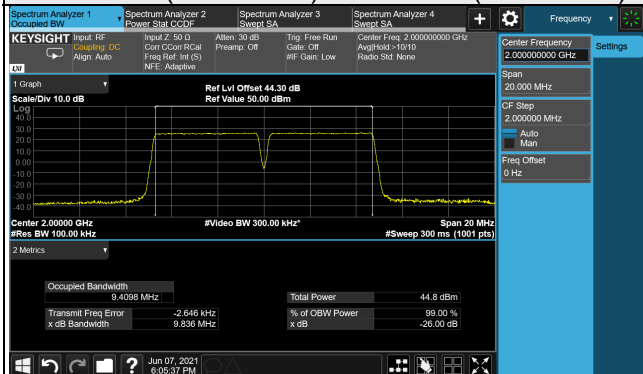 Spectrum Analyzer 1
Occupied BW
Spectrum Analyzer 2
Power Stat CCDF
Spectrum Analyzer 3
Swept SA
Spectrum Analyzer 4
Swept SA
+
Frequency
KEYSIGHT
LXI
Input: RF
Coupling: DC
Align: Auto
Input Z: 50 Ω
Corr CCorr RCal
Freq Ref: Int (S)
NFE: Adaptive
Atten: 30 dB
Preamp: Off
Trig: Free Run
Gate: Off
#IF Gain: Low
Center Freq: 2.000000000 GHz
Avg|Hold:>10/10
Radio Std: None
Center Frequency
2.000000000 GHz
Settings
Span
20.000 MHz
CF Step
2.000000 MHz
Auto
Man
Freq Offset
0 Hz
1 Graph
Scale/Div 10.0 dB
Ref Lvl Offset 44.30 dB
Ref Value 50.00 dBm
Log
40.0
30.0
20.0
10.0
0.00
-10.0
-20.0
-30.0
-40.0
Center 2.00000 GHz
#Res BW 100.00 kHz
#Video BW 300.00 kHz*
Span 20 MHz
#Sweep 300 ms (1001 pts)
2 Metrics
Occupied Bandwidth
9.4098 MHz
Total Power 44.8 dBm
Transmit Freq Error -2.646 kHz
% of OBW Power 99.00 %
x dB Bandwidth 9.836 MHz
x dB -26.00 dB
?
Jun 07, 2021
6:05:37 PM